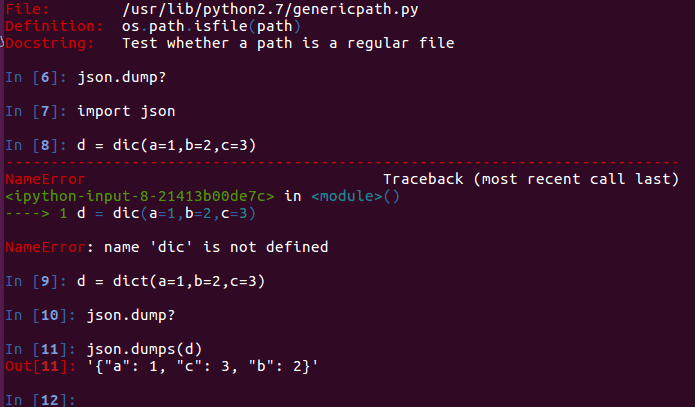 File:        /usr/lib/python2.7/genericpath.py
Definition:  os.path.isfile(path)
Docstring:   Test whether a path is a regular file
In [6]: json.dump?
In [7]: import json
In [8]: d = dic(a=1,b=2,c=3)
---------------------------------------------------------------------------
NameError                                 Traceback (most recent call last)
<ipython-input-8-21413b00de7c> in <module>()
----> 1 d = dic(a=1,b=2,c=3)
NameError: name 'dic' is not defined
In [9]: d = dict(a=1,b=2,c=3)
In [10]: json.dump?
In [11]: json.dumps(d)
Out[11]: '{"a": 1, "c": 3, "b": 2}'
In [12]: